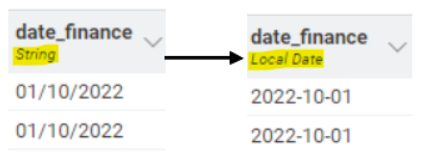 date_finance
String
01/10/2022
01/10/2022
date_finance
Local Date
2022-10-01
2022-10-01